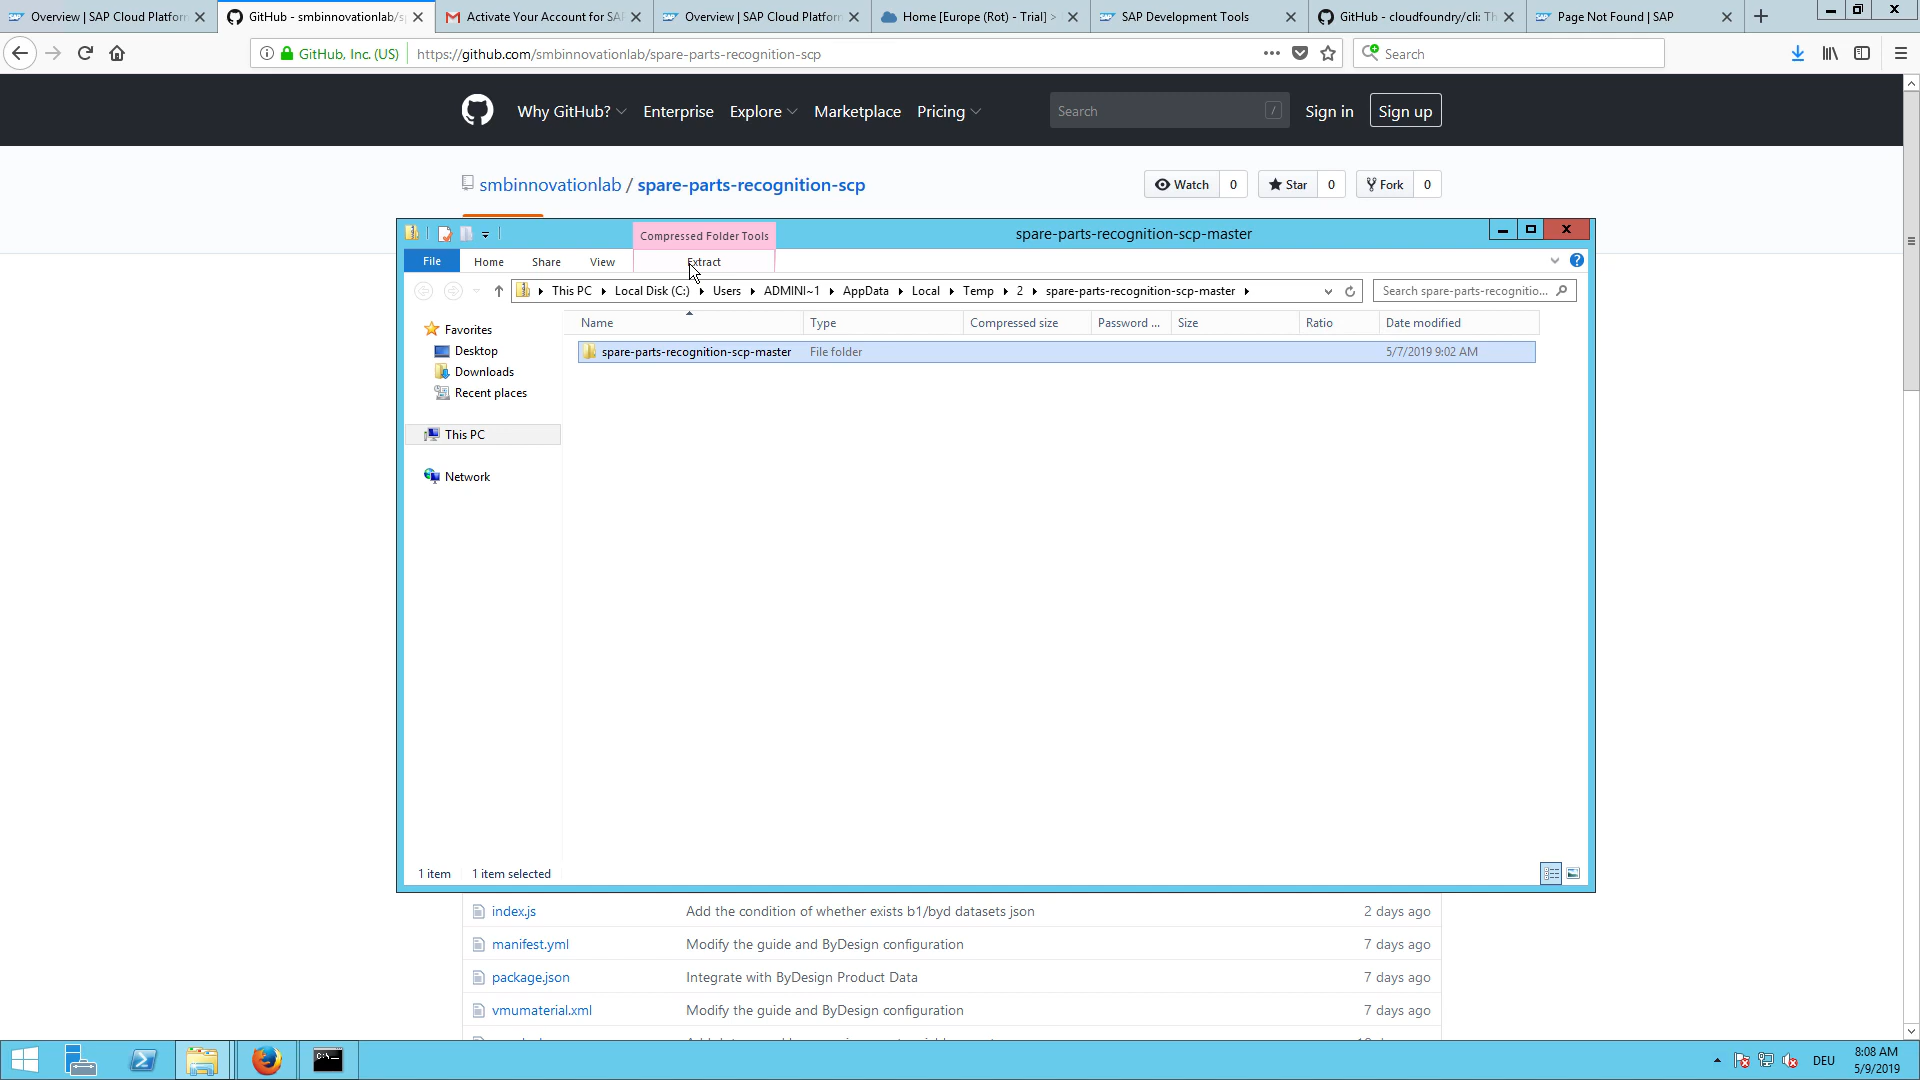 Overview | SAP Cloud Platforn
GitHub - smbinnovationlab/s
Activate Your Account for SA
Overview | SAP Cloud Platforn
Home [Europe (Rot) - Trial] >
SAP Development Tools
GitHub - cloudfoundry/cli: Th
Page Not Found | SAP
GitHub, Inc. (US)
https://github.com/smbinnovationlab/spare-parts-recognition-scp
Search
Why GitHub?
Enterprise
Explore
Marketplace
Pricing
Search /
Sign in
Sign up
smbinnovationlab / spare-parts-recognition-scp
Watch 0
Star 0
Fork 0
Compressed Folder Tools
spare-parts-recognition-scp-master
File
Home
Share
View
Extract
This PC
Local Disk (C:)
Users
ADMINI~1
AppData
Local
Temp
2
spare-parts-recognition-scp-master
Search spare-parts-recognitio...
Favorites
Desktop
Downloads
Recent places
This PC
Network
Name
Type
Compressed size
Password ...
Size
Ratio
Date modified
spare-parts-recognition-scp-master
File folder
5/7/2019 9:02 AM
1 item
1 item selected
index.js
Add the condition of whether exists b1/byd datasets json
2 days ago
manifest.yml
Modify the guide and ByDesign configuration
7 days ago
package.json
Integrate with ByDesign Product Data
7 days ago
vmumaterial.xml
Modify the guide and ByDesign configuration
7 days ago
DEU
8:08 AM
5/9/2019